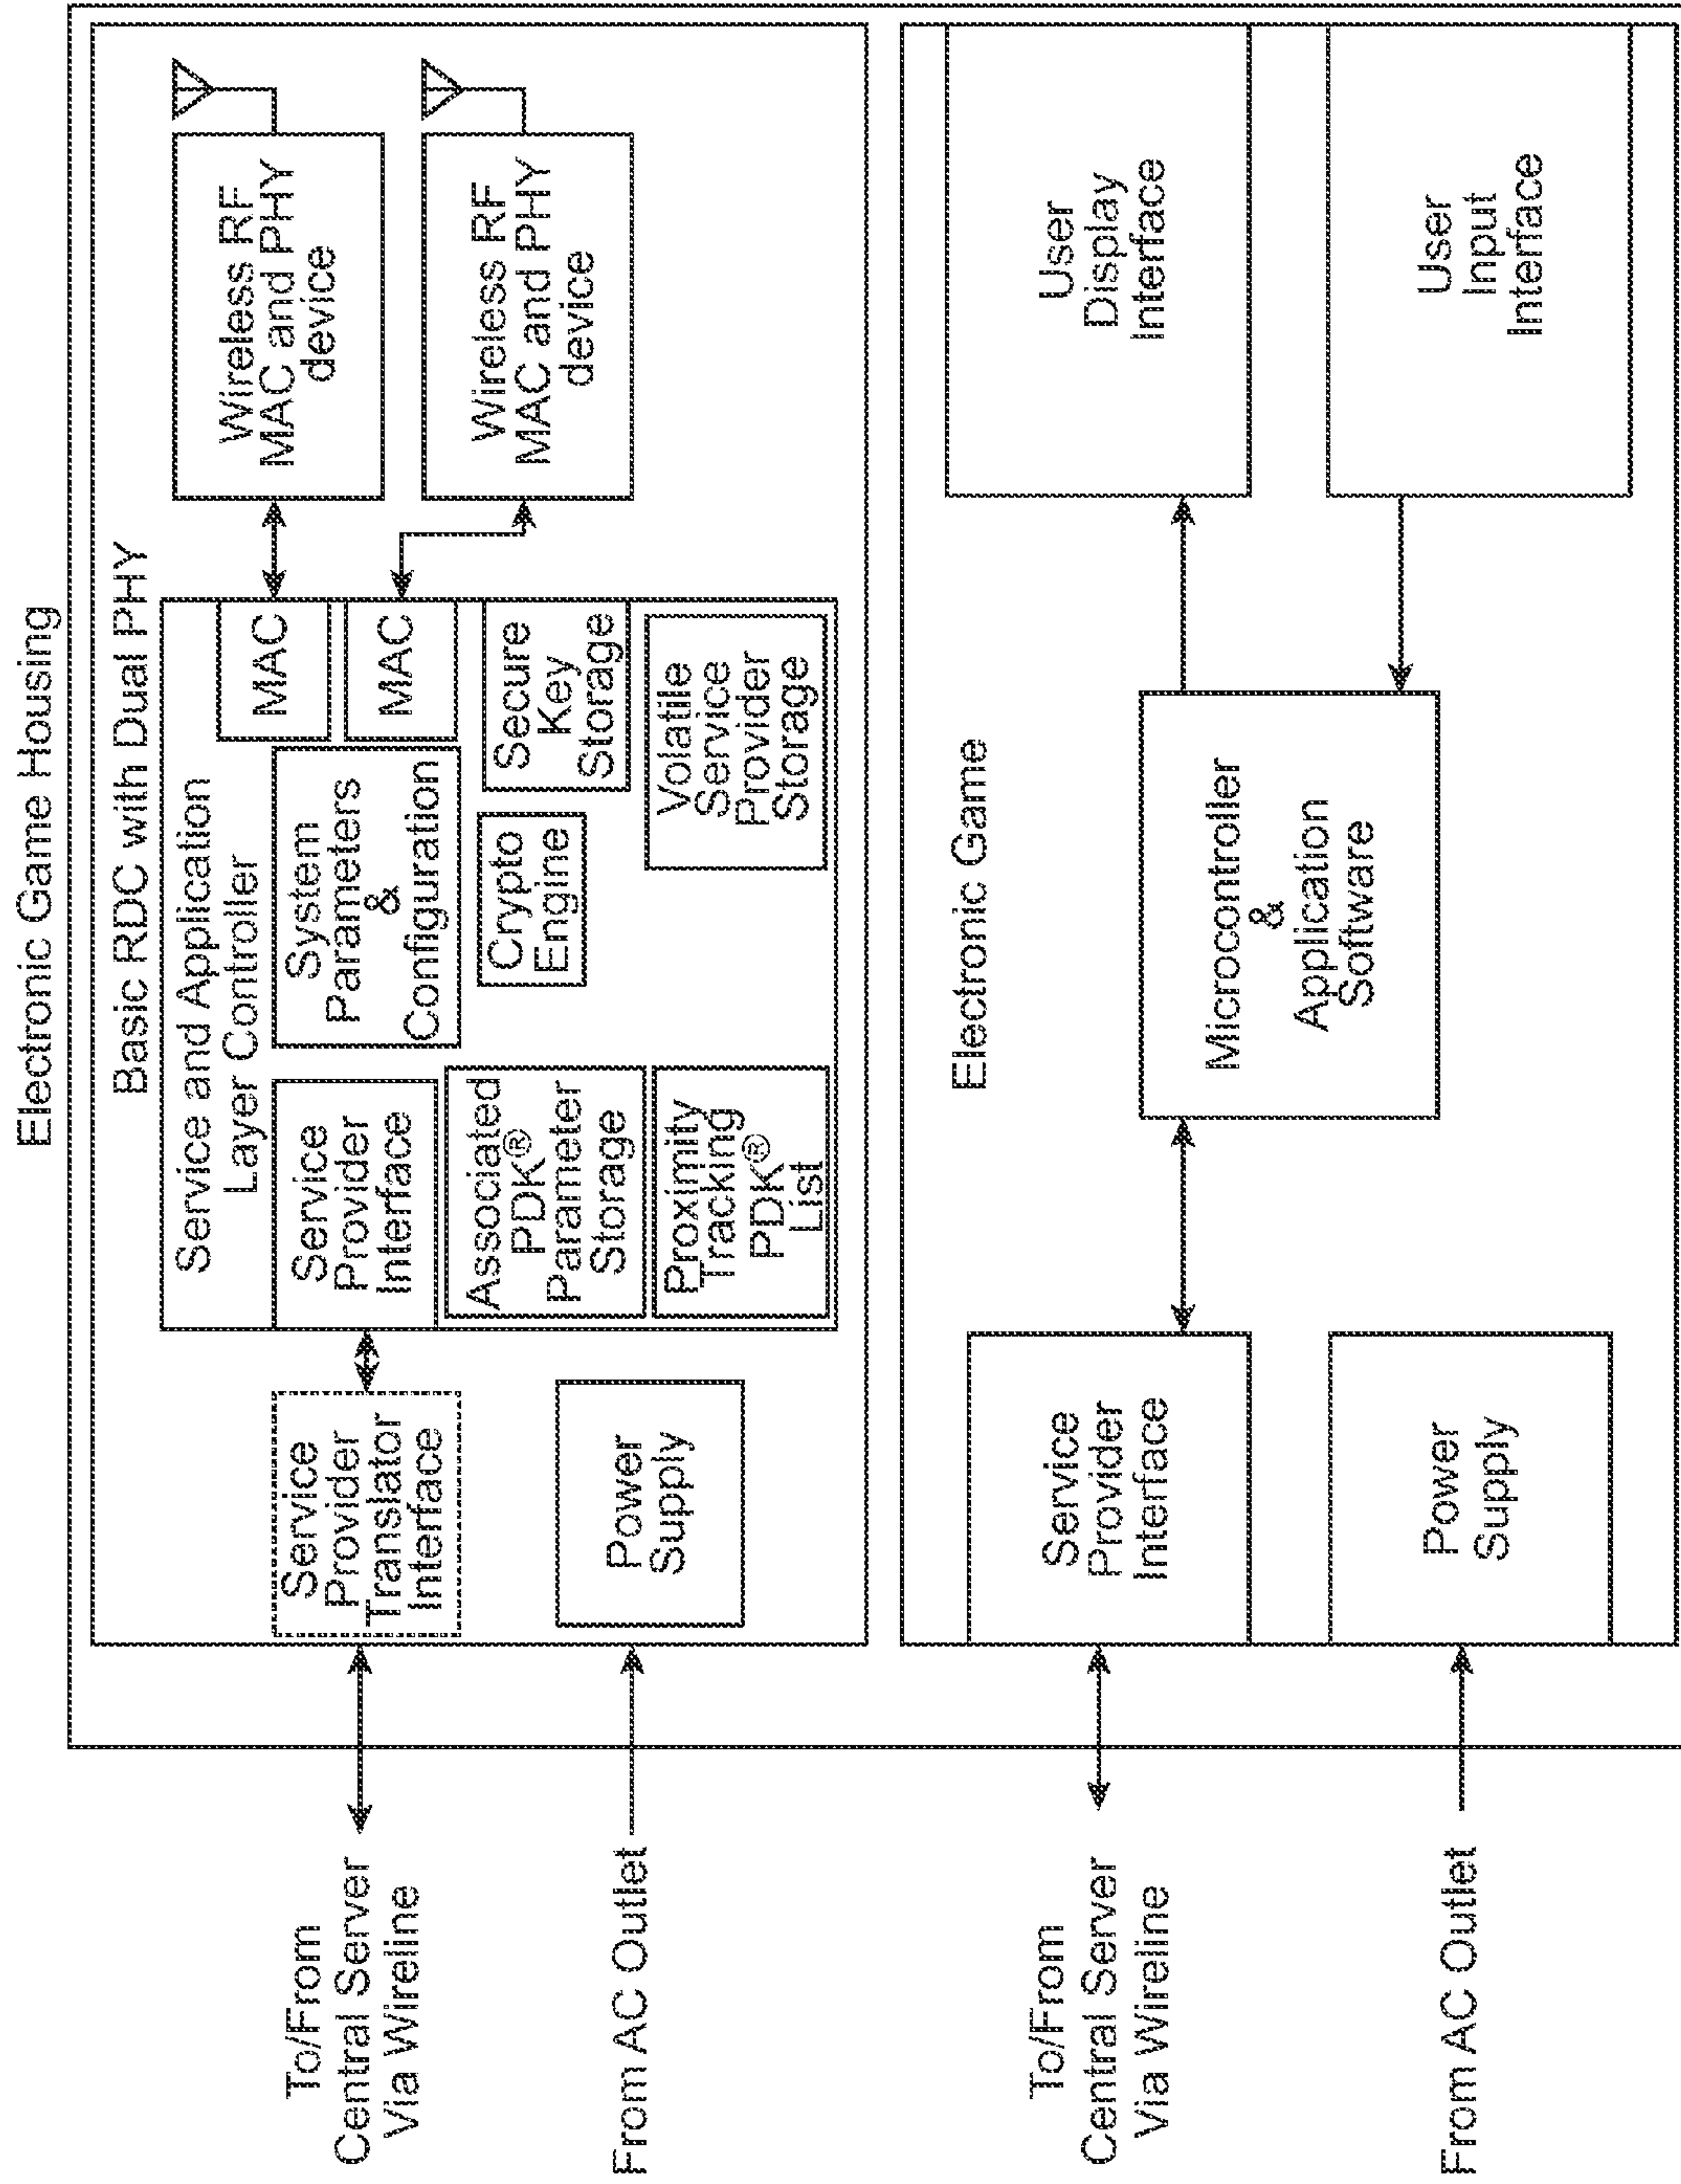 Electronic Game Housing
Basic RDC with Dual PHY
To/From
Central Server
Via Wireline
From AC Outlet
Service
Provider
Translator
Interface
Power
Supply
Service and Application
Layer Controller
Service
Provider
Interface
Associated
PDK®
Parameter
Storage
Proximity
Tracking
PDK®
List
System
Parameters
&
Configuration
Crypto
Engine
MAC
MAC
Secure
Key
Storage
Volatile
Service
Provider
Storage
Wireless RF
MAC and PHY
device
Wireless RF
MAC and PHY
device
Electronic Game
To/From
Central Server
Via Wireline
From AC Outlet
Service
Provider
Interface
Power
Supply
Microcontroller
&
Application
Software
User
Display
Interface
User
Input
Interface